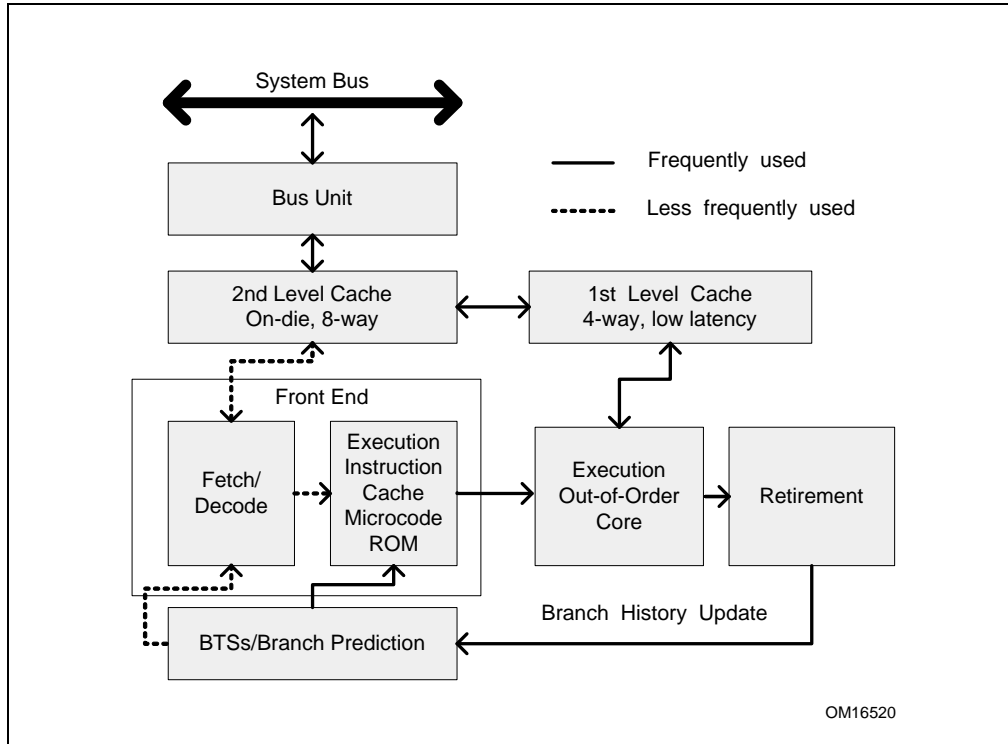 System Bus
Frequently used
Less frequently used
Bus Unit
2nd Level Cache
On-die, 8-way
1st Level Cache
4-way, low latency
Front End
Fetch/
Decode
Execution
Instruction
Cache
Microcode
ROM
Execution
Out-of-Order
Core
Retirement
Branch History Update
BTSs/Branch Prediction
OM16520